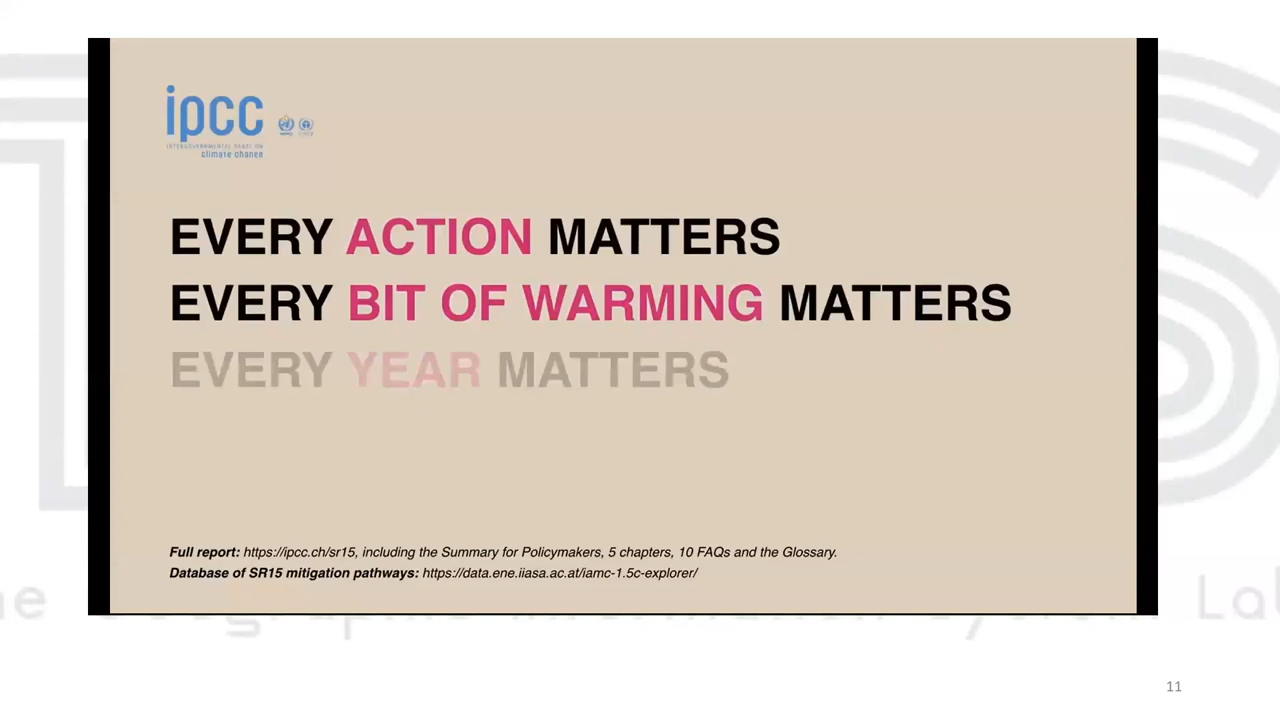 ipcc
INTERGOVERNMENTAL PANEL ON
climate change
EVERY ACTION MATTERS
EVERY BIT OF WARMING MATTERS
EVERY YEAR MATTERS
Full report: https://ipcc.ch/sr15, including the Summary for Policymakers, 5 chapters, 10 FAQs and the Glossary.
Database of SR15 mitigation pathways: https://data.ene.iiasa.ac.at/iamc-1.5c-explorer/
11